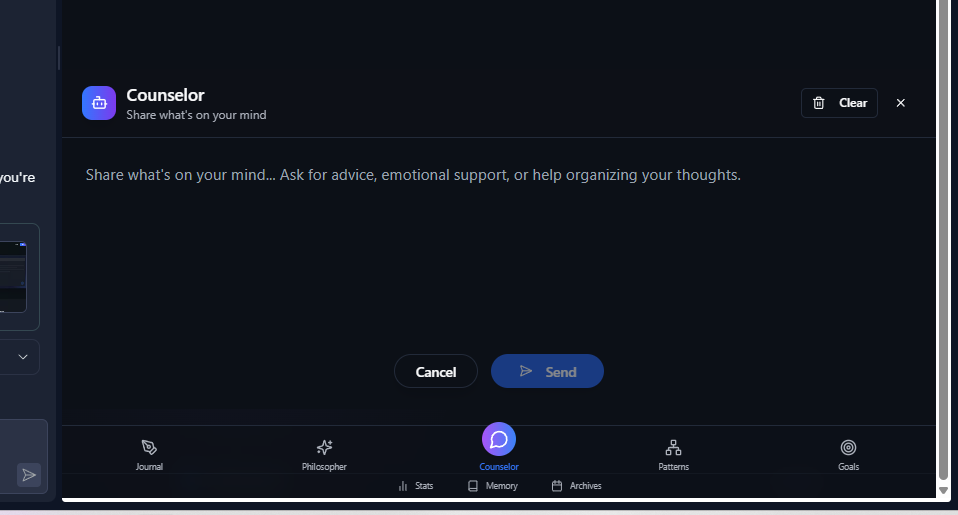 Counselor
Share what's on your mind
Clear
you're
Share what's on your mind... Ask for advice, emotional support, or help organizing your thoughts.
Cancel
Send
Journal
Philosopher
Counselor
Patterns
Goals
Stats
Memory
Archives